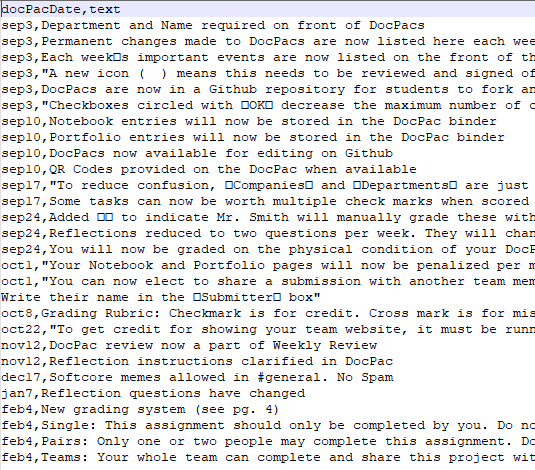 docPacDate,text
sep3,Department and Name required on front of DocPacs
sep3,Permanent changes made to DocPacs are now listed here each wee
sep3,Each week□s important events are now listed on the front of th
sep3,"A new icon ( ) means this needs to be reviewed and signed of
sep3,DocPacs are now in a Github repository for students to fork an
sep3,"Checkboxes circled with □OK□ decrease the maximum number of c
sep10,Notebook entries will now be stored in the DocPac binder
sep10,Portfolio entries will now be stored in the DocPac binder
sep10,DocPacs now available for editing on Github
sep10,QR Codes provided on the DocPac when available
sep17,"To reduce confusion, □Companies□ and □Departments□ are just
sep17,Some tasks can now be worth multiple check marks when scored
sep24,Added □□ to indicate Mr. Smith will manually grade these with
sep24,Reflections reduced to two questions per week. They will chan
sep24,You will now be graded on the physical condition of your DocP
oct1,"Your Notebook and Portfolio pages will now be penalized per m
oct1,"You can now elect to share a submission with another team mem
Write their name in the □Submitter□ box"
oct8,Grading Rubric: Checkmark is for credit. Cross mark is for mis
oct22,"To get credit for showing your team website, it must be runn
nov12,DocPac review now a part of Weekly Review
nov12,Reflection instructions clarified in DocPac
dec17,Softcore memes allowed in #general. No Spam
jan7,Reflection questions have changed
feb4,New grading system (see pg. 4)
feb4,Single: This assignment should only be completed by you. Do no
feb4,Pairs: Only one or two people may complete this assignment. Do
feb4,Teams: Your whole team can complete and share this project wit